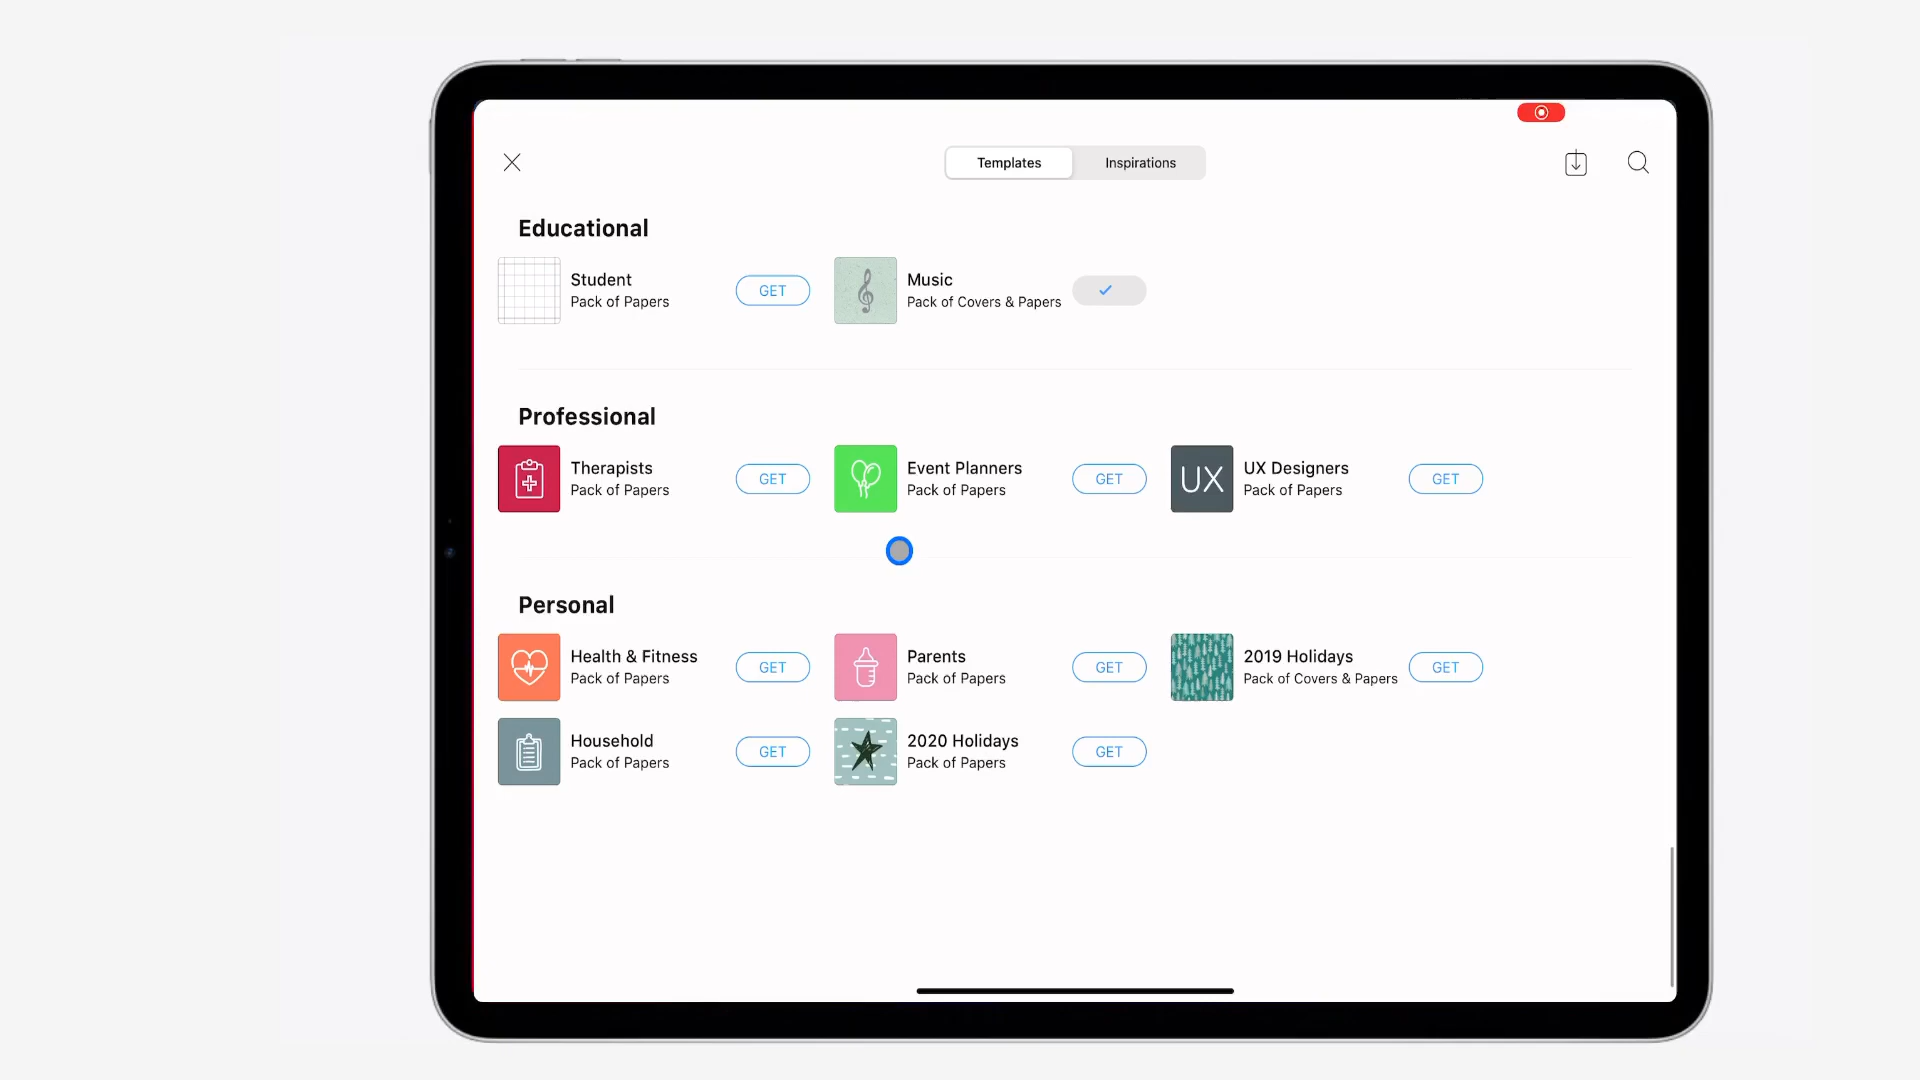 Templates
Inspirations
Educational
Student
Pack of Papers
GET
Music
Pack of Covers & Papers
Professional
Therapists
Pack of Papers
GET
Event Planners
Pack of Papers
GET
UX
UX Designers
Pack of Papers
GET
Personal
Health & Fitness
Pack of Papers
GET
Parents
Pack of Papers
GET
2019 Holidays
Pack of Covers & Papers
GET
Household
Pack of Papers
GET
2020 Holidays
Pack of Papers
GET